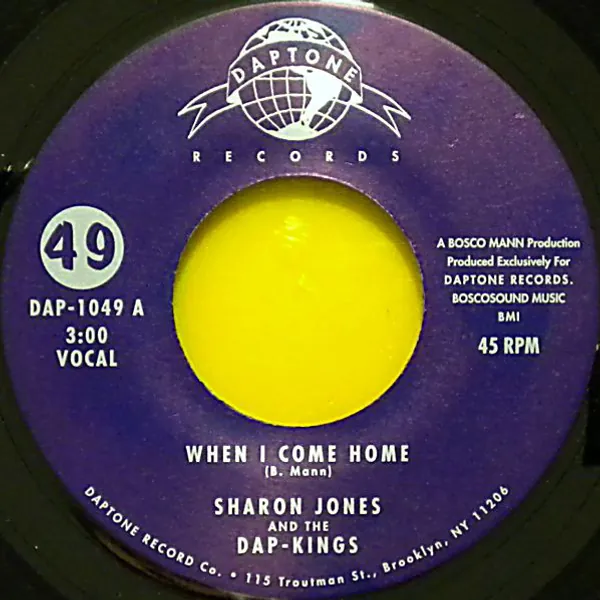 DAPTONE
RECORDS
49
DAP-1049 A
3:00
VOCAL
A BOSCO MANN Production
Produced Exclusively For
DAPTONE RECORDS.
BOSCOSOUND MUSIC
BMI
45 RPM
WHEN I COME HOME
(B. Mann)
SHARON JONES
AND THE
DAP-KINGS
DAPTONE RECORD Co. • 115 Troutman St., Brooklyn, NY 11206